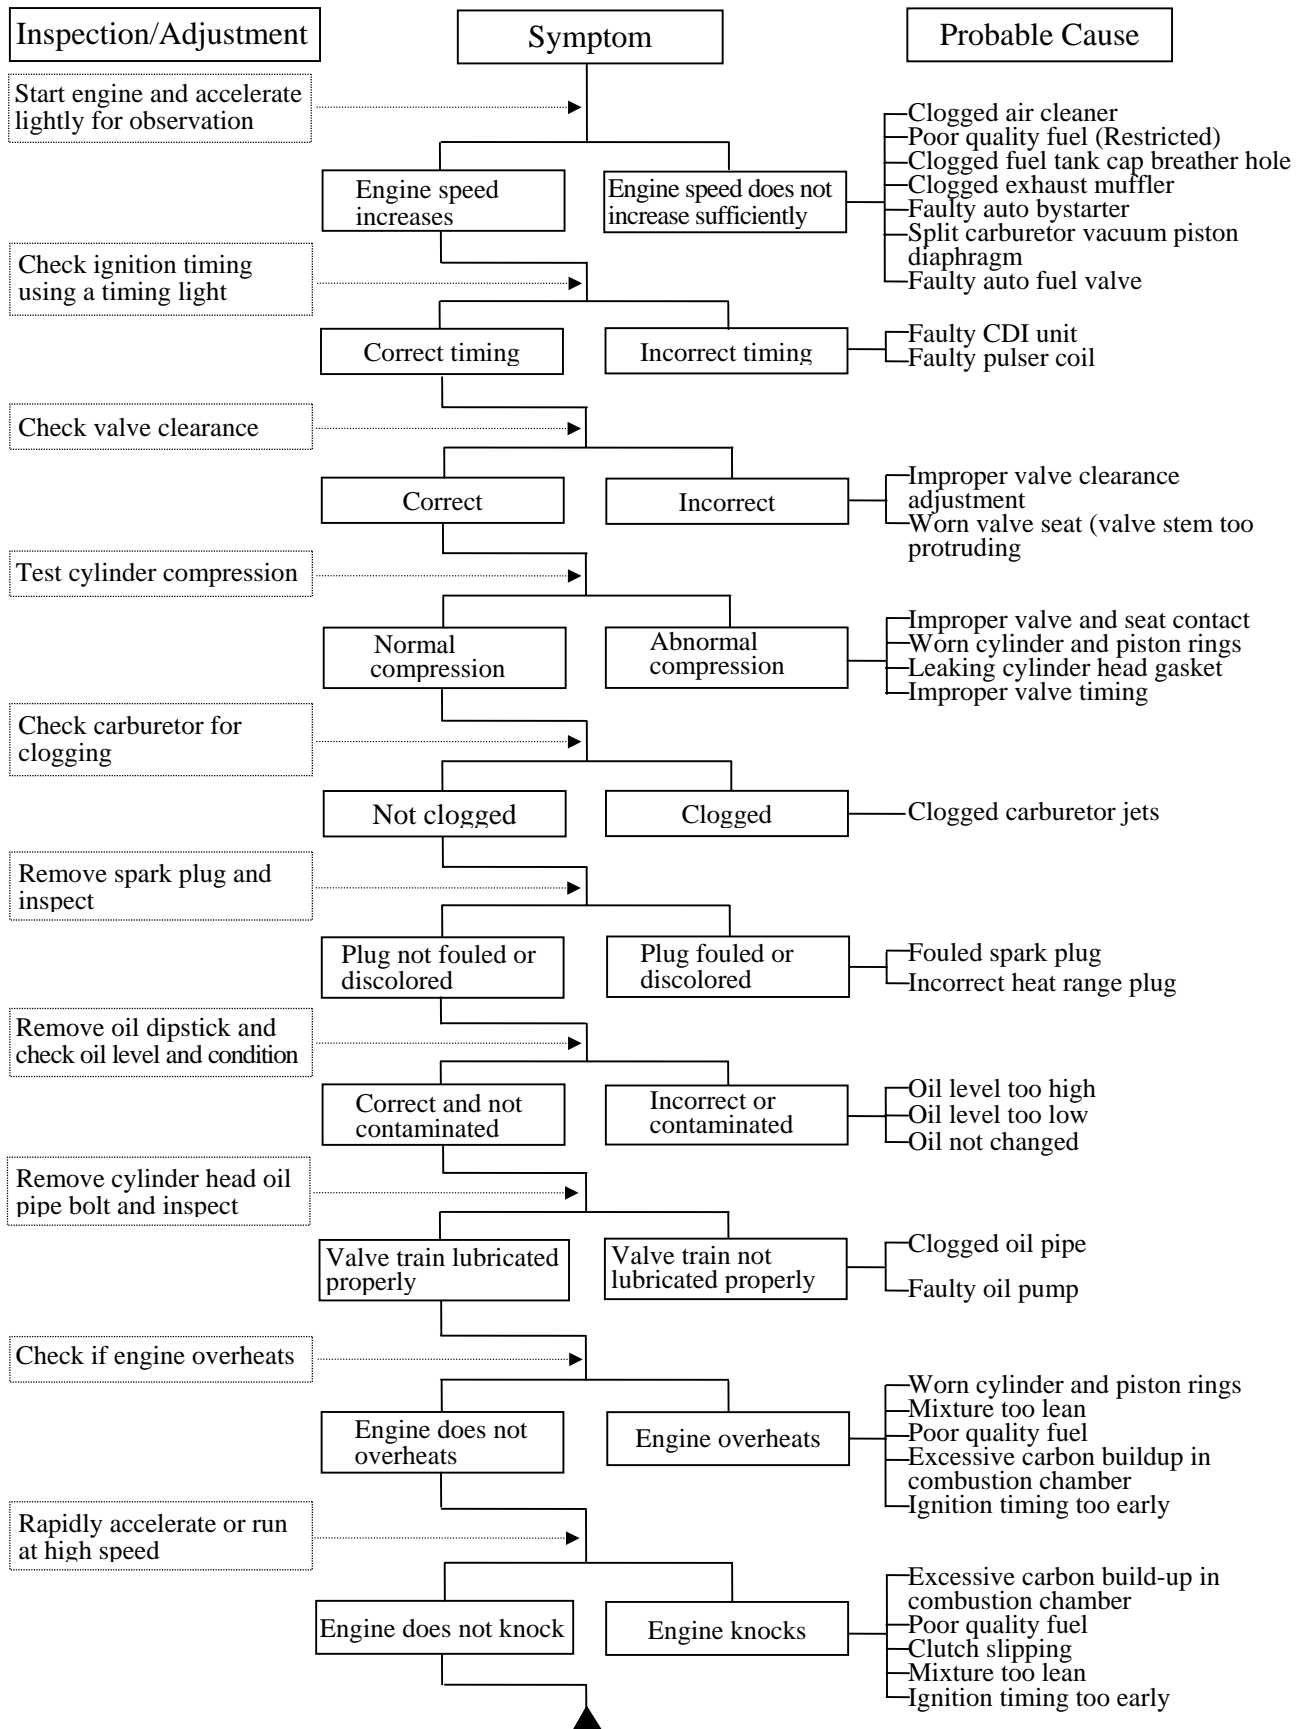 Inspection/Adjustment
Symptom
Probable Cause
Start engine and accelerate
lightly for observation
Engine speed
increases
Engine speed does not
increase sufficiently
Clogged air cleaner
Poor quality fuel (Restricted)
Clogged fuel tank cap breather hole
Clogged exhaust muffler
Faulty auto bystarter
Split carburetor vacuum piston
diaphragm
Faulty auto fuel valve
Check ignition timing
using a timing light
Correct timing
Incorrect timing
Faulty CDI unit
Faulty pulser coil
Check valve clearance
Correct
Incorrect
Improper valve clearance
adjustment
Worn valve seat (valve stem too
protruding
Test cylinder compression
Normal
compression
Abnormal
compression
Improper valve and seat contact
Worn cylinder and piston rings
Leaking cylinder head gasket
Improper valve timing
Check carburetor for
clogging
Not clogged
Clogged
Clogged carburetor jets
Remove spark plug and
inspect
Plug not fouled or
discolored
Plug fouled or
discolored
Fouled spark plug
Incorrect heat range plug
Remove oil dipstick and
check oil level and condition
Correct and not
contaminated
Incorrect or
contaminated
Oil level too high
Oil level too low
Oil not changed
Remove cylinder head oil
pipe bolt and inspect
Valve train lubricated
properly
Valve train not
lubricated properly
Clogged oil pipe
Faulty oil pump
Check if engine overheats
Engine does not
overheats
Engine overheats
Worn cylinder and piston rings
Mixture too lean
Poor quality fuel
Excessive carbon buildup in
combustion chamber
Ignition timing too early
Rapidly accelerate or run
at high speed
Engine does not knock
Engine knocks
Excessive carbon build-up in
combustion chamber
Poor quality fuel
Clutch slipping
Mixture too lean
Ignition timing too early